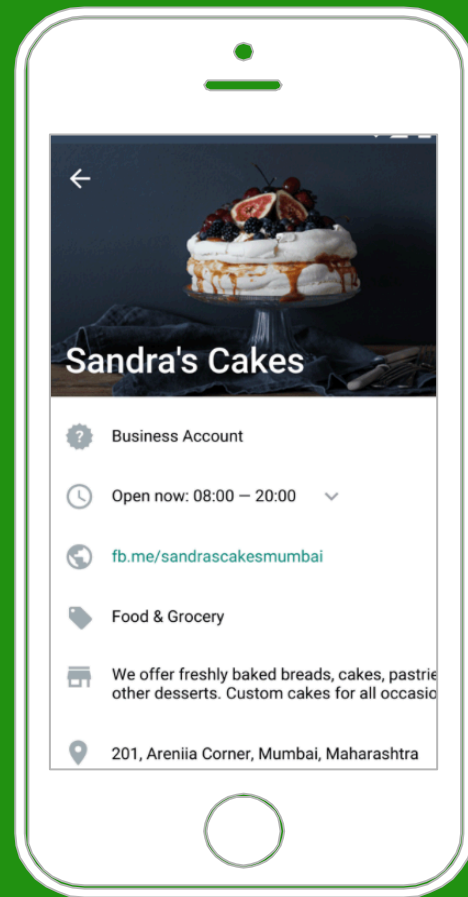 Sandra's Cakes
Business Account
Open now: 08:00 — 20:00
fb.me/sandrascakesmumbai
Food & Grocery
We offer freshly baked breads, cakes, pastrie
other desserts. Custom cakes for all occasio
201, Areniia Corner, Mumbai, Maharashtra